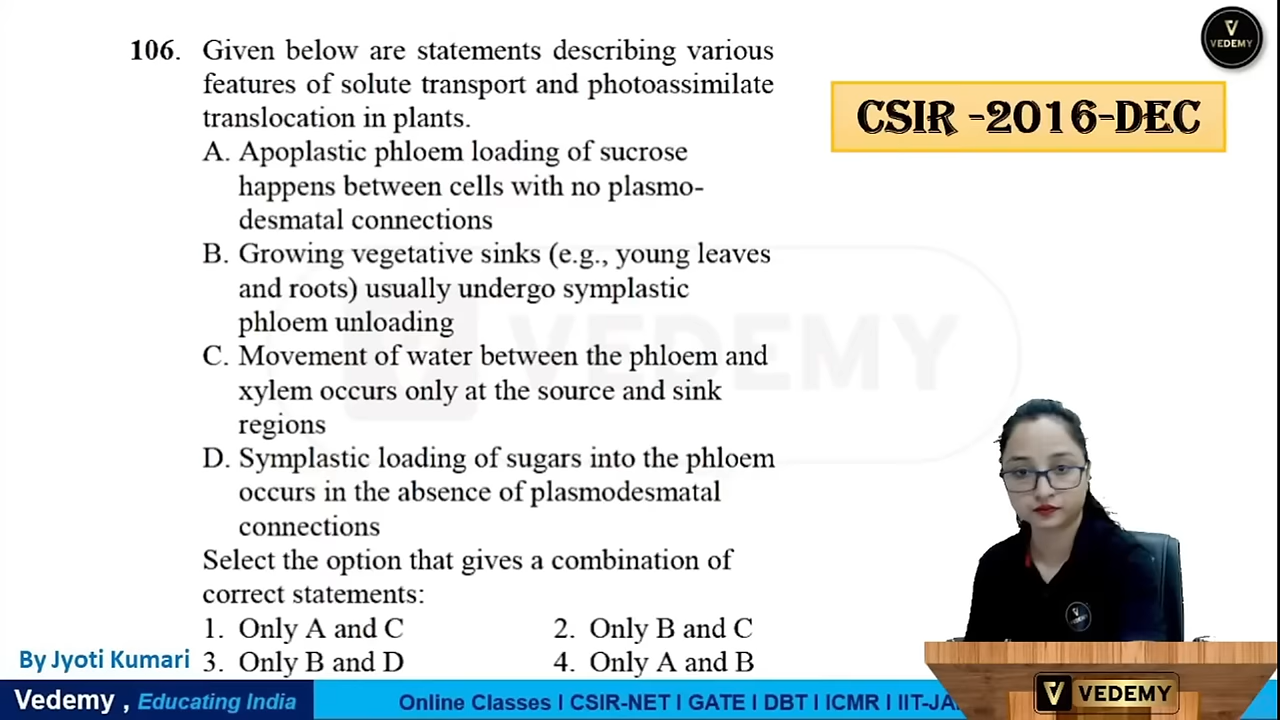 106. Given below are statements describing various
features of solute transport and photoassimilate
translocation in plants.
A. Apoplastic phloem loading of sucrose
happens between cells with no plasmo-
desmatal connections
B. Growing vegetative sinks (e.g., young leaves
and roots) usually undergo symplastic
phloem unloading
C. Movement of water between the phloem and
xylem occurs only at the source and sink
regions
D. Symplastic loading of sugars into the phloem
occurs in the absence of plasmodesmatal
connections
Select the option that gives a combination of
correct statements:
1. Only A and C 2. Only B and C
3. Only B and D 4. Only A and B
VEDEMY
CSIR -2016-DEC
VEDEMY
By Jyoti Kumari
VEDEMY
Vedemy , Educating India
Online Classes I CSIR-NET I GATE I DBT I ICMR I IIT-JA